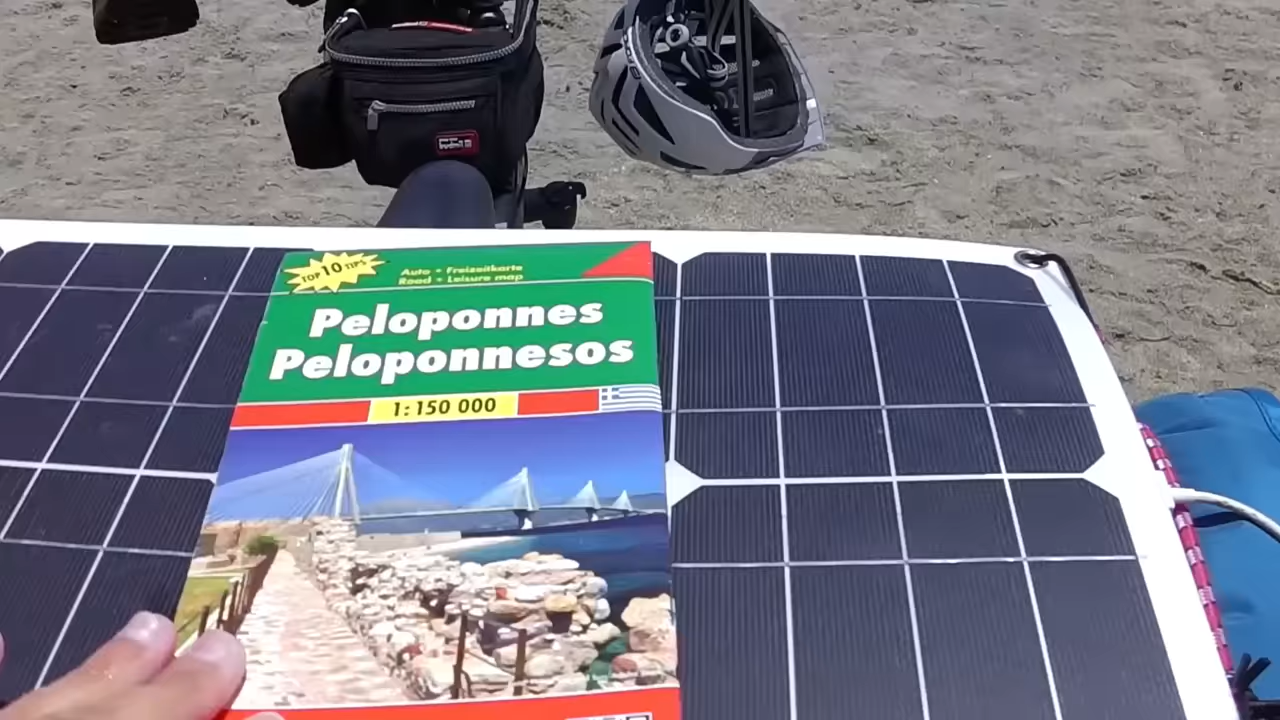 TOP 10 TIPS
Auto • Freizeitkarte
Road • Leisure map
Peloponnes
Peloponnesos
1:150 000